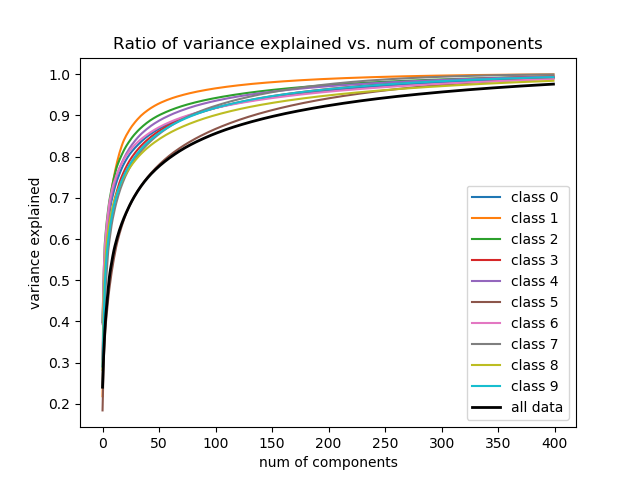 Ratio of variance explained vs. num of components
variance explained
1.0
0.9
0.8
0.7
0.6
0.5
0.4
0.3
0.2
class 0
class 1
class 2
class 3
class 4
class 5
class 6
class 7
class 8
class 9
all data
0 50 100 150 200 250 300 350 400
num of components